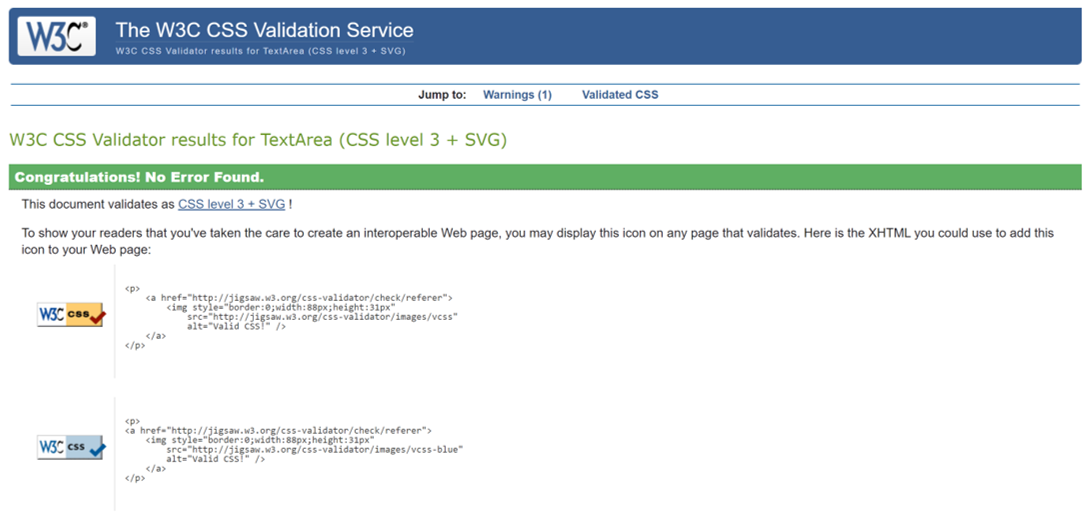 W3C® The W3C CSS Validation Service
W3C CSS Validator results for TextArea (CSS level 3 + SVG)
Jump to: Warnings (1) Validated CSS
W3C CSS Validator results for TextArea (CSS level 3 + SVG)
Congratulations! No Error Found.
This document validates as CSS level 3 + SVG !
To show your readers that you've taken the care to create an interoperable Web page, you may display this icon on any page that validates. Here is the XHTML you could use to add this
icon to your Web page:
W3C css
<p>
<a href="http://jigsaw.w3.org/css-validator/check/referer">
<img style="border:0;width:88px;height:31px"
src="http://jigsaw.w3.org/css-validator/images/vcss"
alt="Valid CSS!" />
</a>
</p>
W3C css
<p>
<a href="http://jigsaw.w3.org/css-validator/check/referer">
<img style="border:0;width:88px;height:31px"
src="http://jigsaw.w3.org/css-validator/images/vcss-blue"
alt="Valid CSS!" />
</a>
</p>